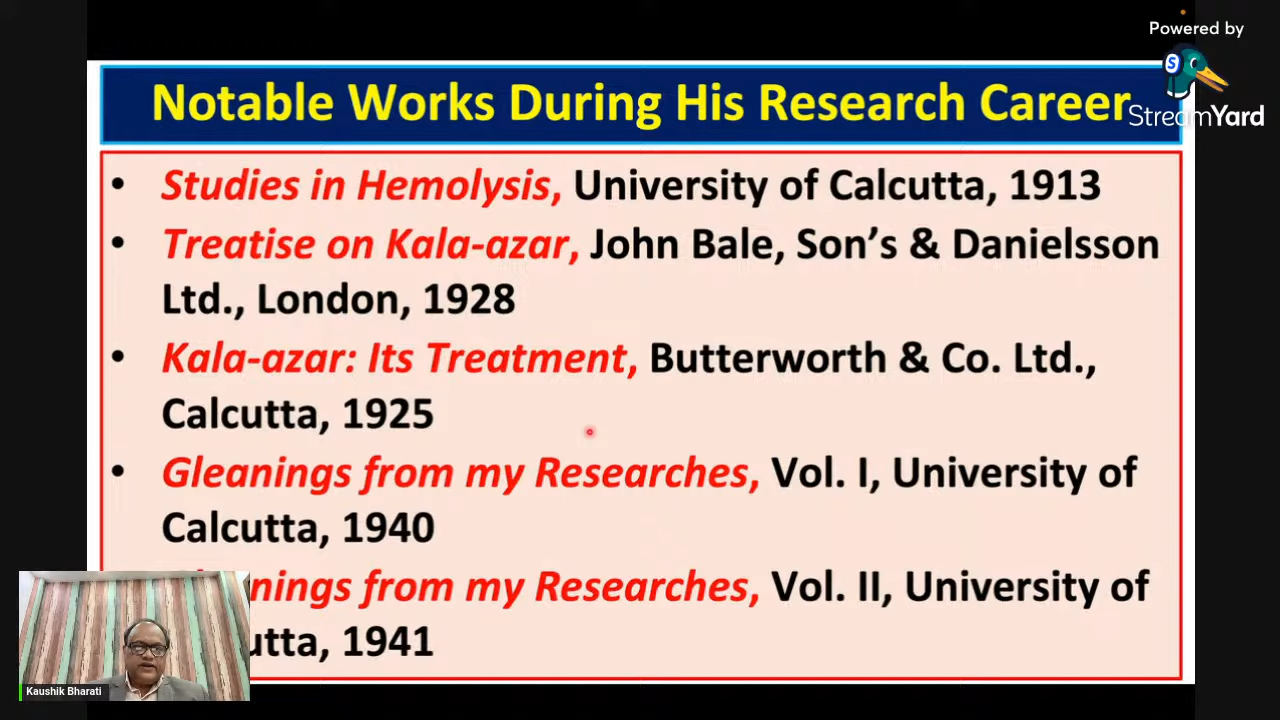 Powered by
StreamYard
Notable Works During His Research Career
• Studies in Hemolysis, University of Calcutta, 1913
• Treatise on Kala-azar, John Bale, Son’s & Danielsson
Ltd., London, 1928
• Kala-azar: Its Treatment, Butterworth & Co. Ltd.,
Calcutta, 1925
• Gleanings from my Researches, Vol. I, University of
Calcutta, 1940
from my Researches, Vol. II, University of
1941
Kaushik Bharati